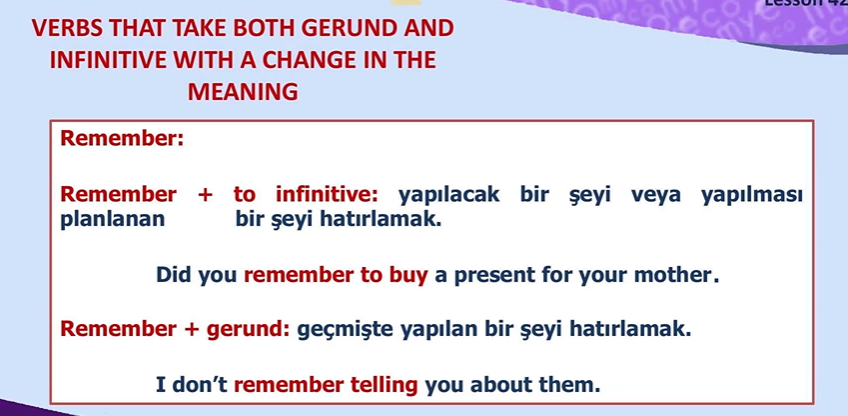 Lesson 42
VERBS THAT TAKE BOTH GERUND AND
INFINITIVE WITH A CHANGE IN THE
MEANING
Remember:
Remember + to infinitive: yapılacak bir şeyi veya yapılması
planlanan bir şeyi hatırlamak.
Did you remember to buy a present for your mother.
Remember + gerund: geçmişte yapılan bir şeyi hatırlamak.
I don’t remember telling you about them.